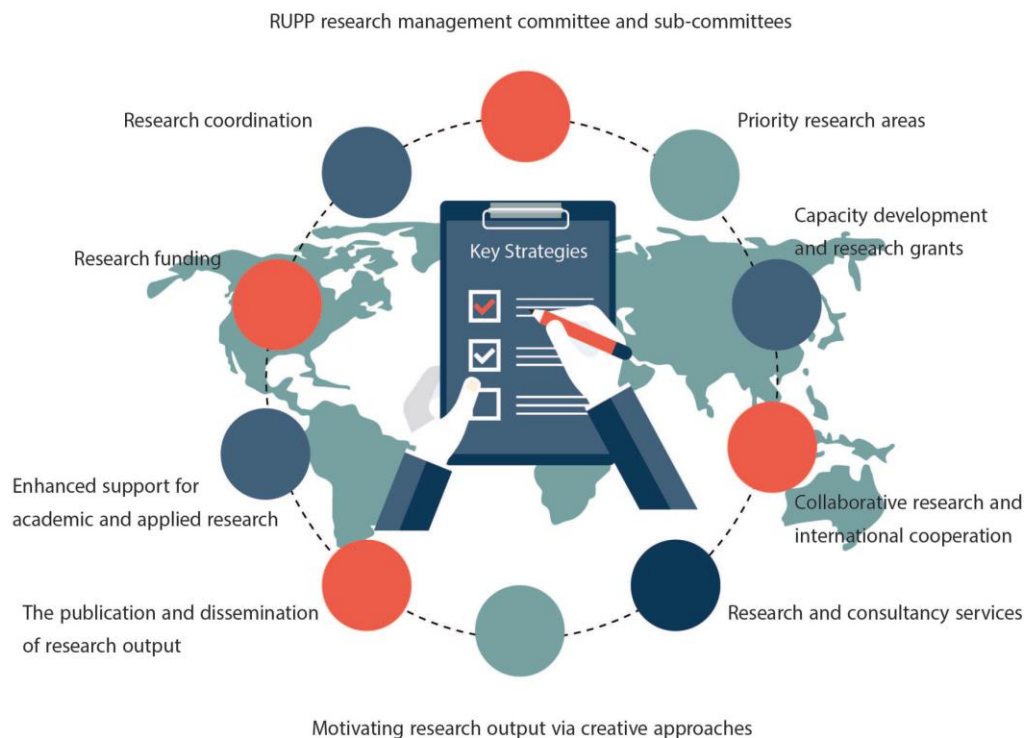 RUPP research management committee and sub-committees
Research coordination
Priority research areas
Capacity development
and research grants
Key Strategies
Research funding
Enhanced support for
academic and applied research
Collaborative research and
international cooperation
The publication and dissemination
of research output
Research and consultancy services
Motivating research output via creative approaches